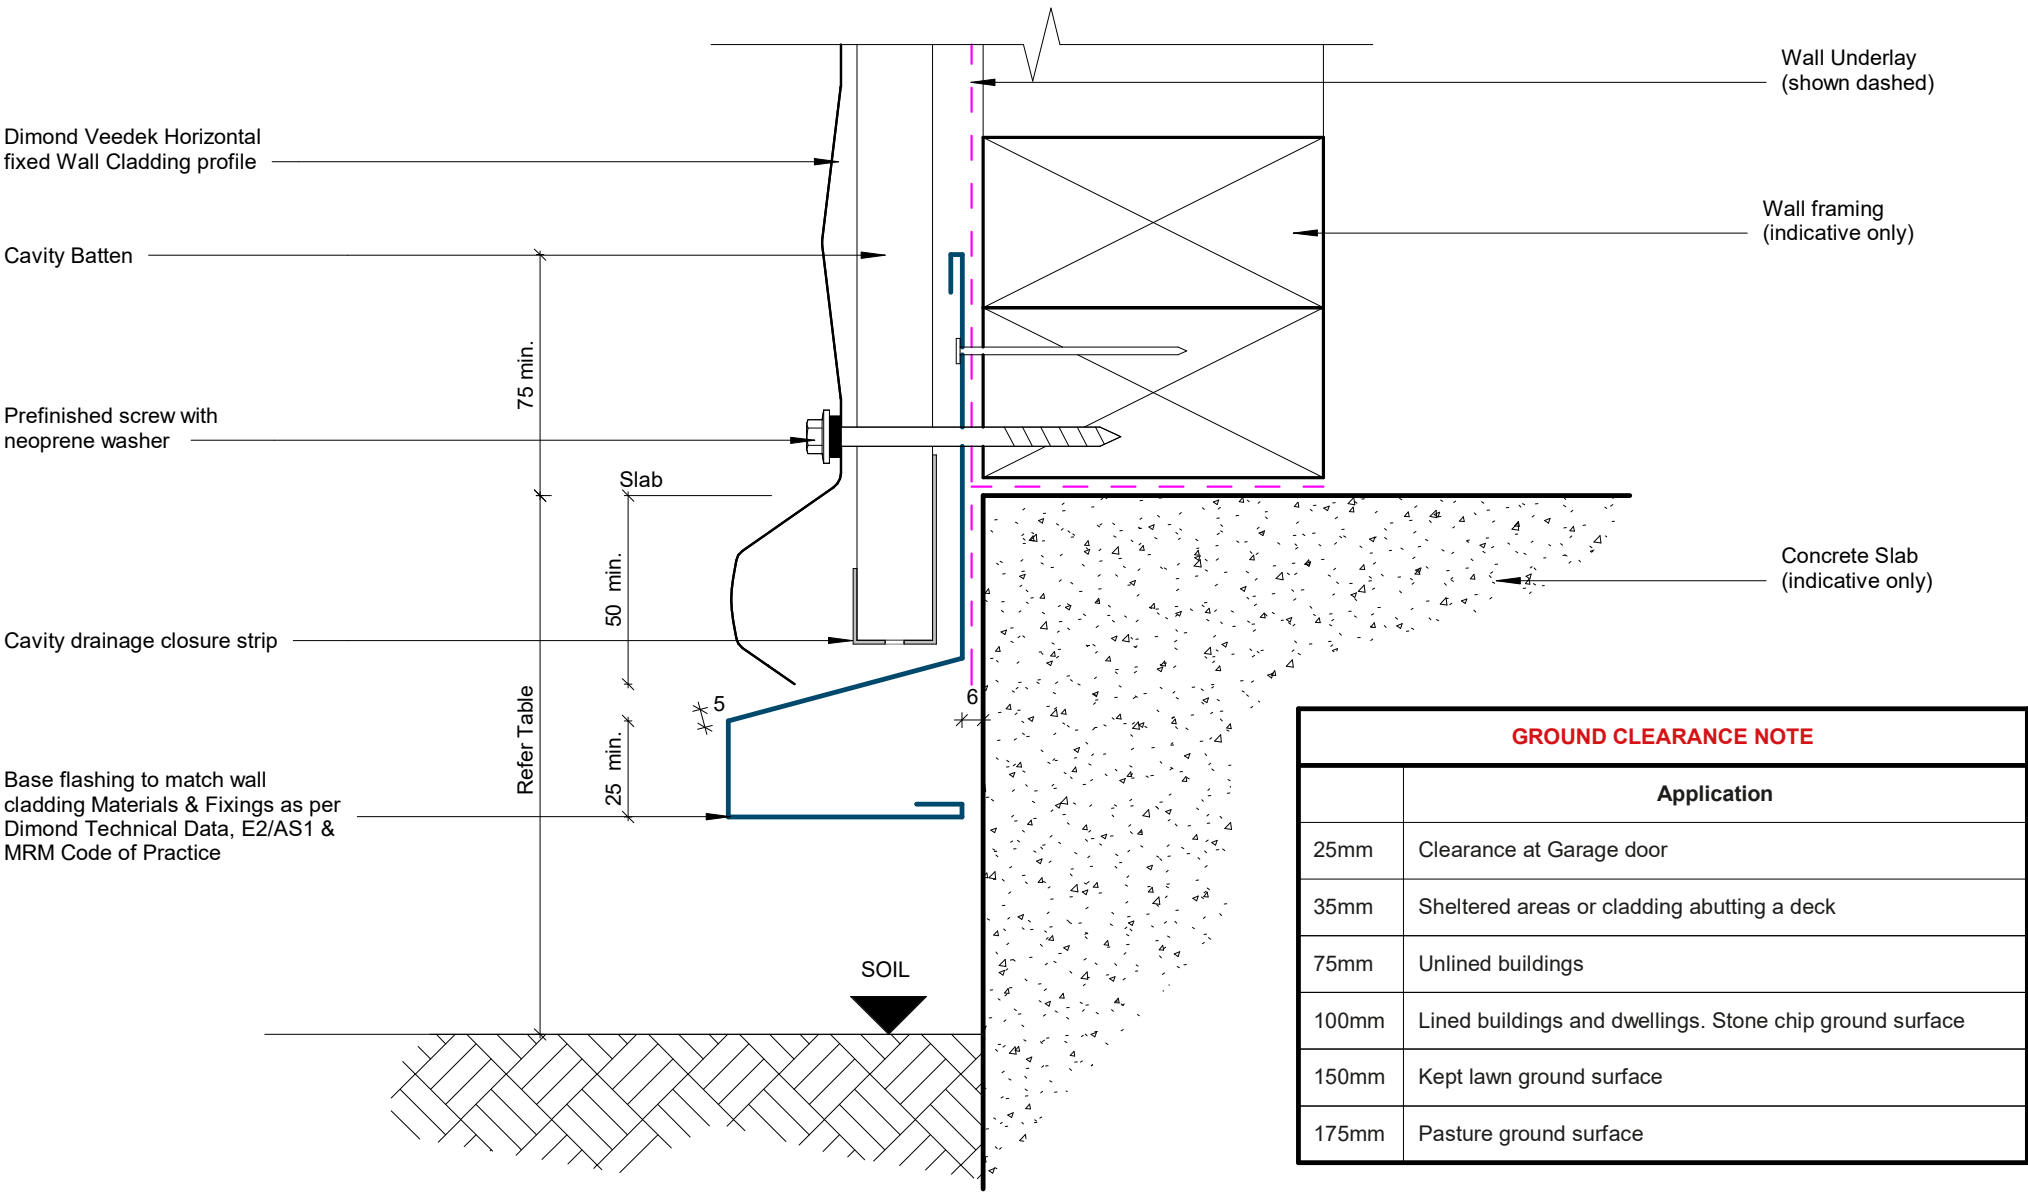 Wall Underlay
(shown dashed)
Dimond Veedek Horizontal
fixed Wall Cladding profile
Wall framing
(indicative only)
Cavity Batten
75 min.
Prefinished screw with
neoprene washer
Slab
50 min.
Concrete Slab
(indicative only)
Cavity drainage closure strip
Refer Table
5
6
25 min.
Base flashing to match wall
cladding Materials & Fixings as per
Dimond Technical Data, E2/AS1 &
MRM Code of Practice
SOIL
GROUND CLEARANCE NOTE
Application
25mm Clearance at Garage door
35mm Sheltered areas or cladding abutting a deck
75mm Unlined buildings
100mm Lined buildings and dwellings. Stone chip ground surface
150mm Kept lawn ground surface
175mm Pasture ground surface